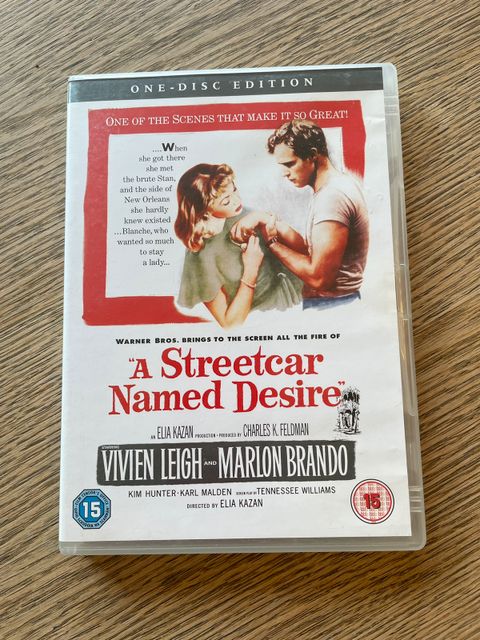 ONE-DISC EDITION
ONE OF THE SCENES THAT MAKE IT SO GREAT!
....When
she got there
she met
the brute Stan,
and the side of
New Orleans
she hardly
knew existed
...Blanche, who
wanted so much
to stay
a lady...
WARNER BROS. BRINGS TO THE SCREEN ALL THE FIRE OF
"A Streetcar
Named Desire"
AN ELIA KAZAN PRODUCTION · PRODUCED BY CHARLES K. FELDMAN
STARRING
VIVIEN LEIGH AND MARLON BRANDO
KIM HUNTER · KARL MALDEN SCREEN PLAY BY TENNESSEE WILLIAMS
DIRECTED BY ELIA KAZAN
15
15